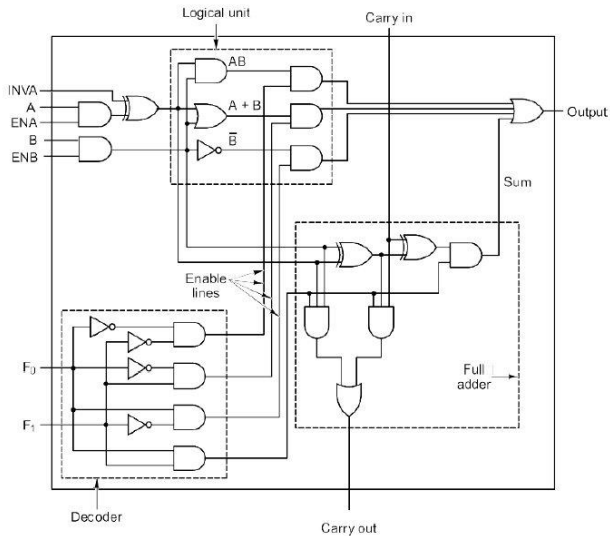 Logical unit
Carry in
INVA
A
ENA
B
ENB
AB
A + B
B̅
Output
Sum
Enable
lines
F₀
F₁
Full
adder
Decoder
Carry out